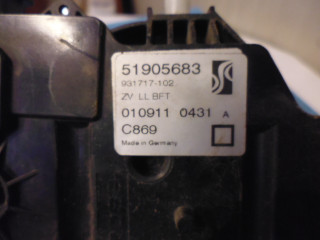 51905683
931717-102
ZV: LL BFT
010911 0431 A
C869
Made in Germany